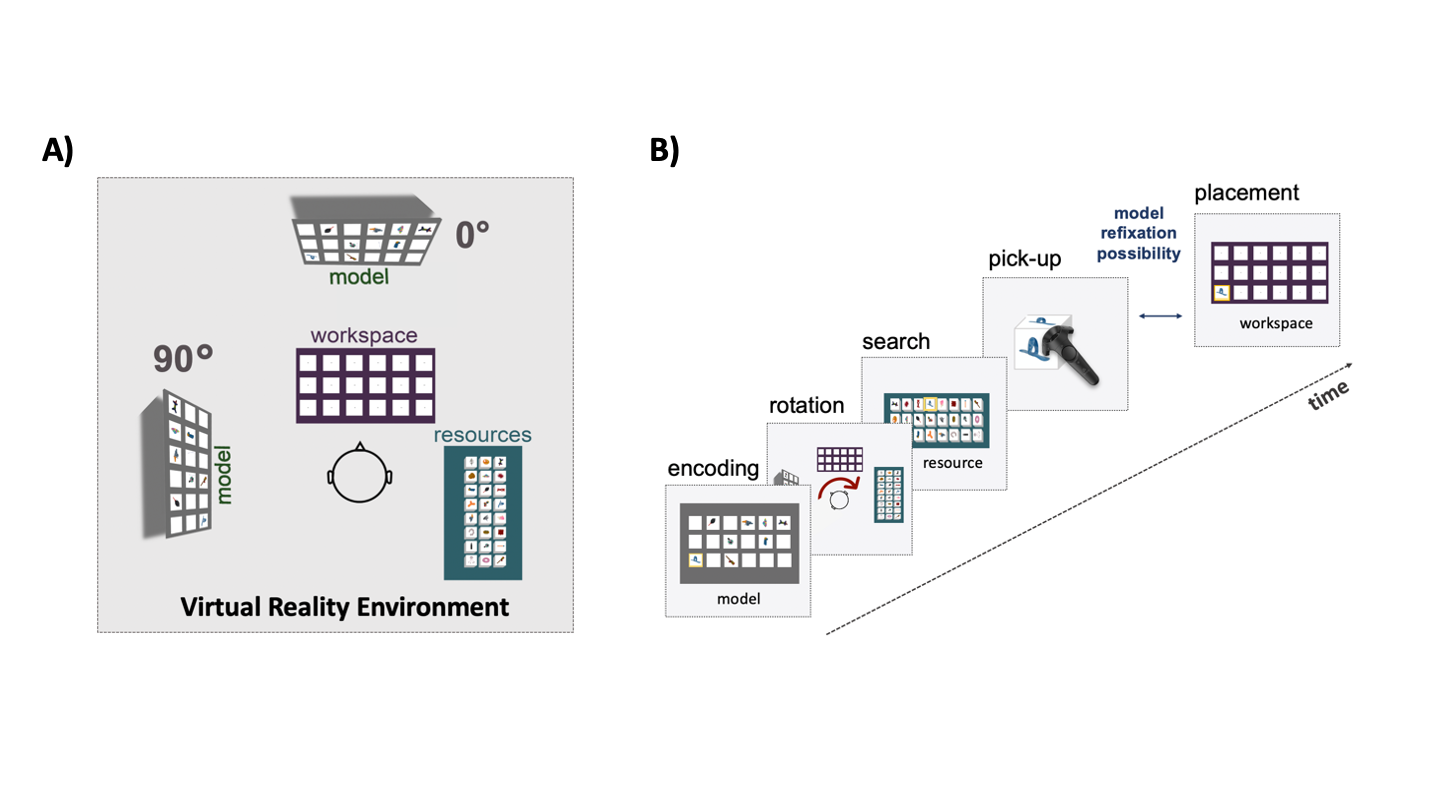 A)
0°
model
workspace
90°
model
resources
Virtual Reality Environment
B)
placement
model
refixation
possibility
pick-up
workspace
search
time
rotation
resource
encoding
model